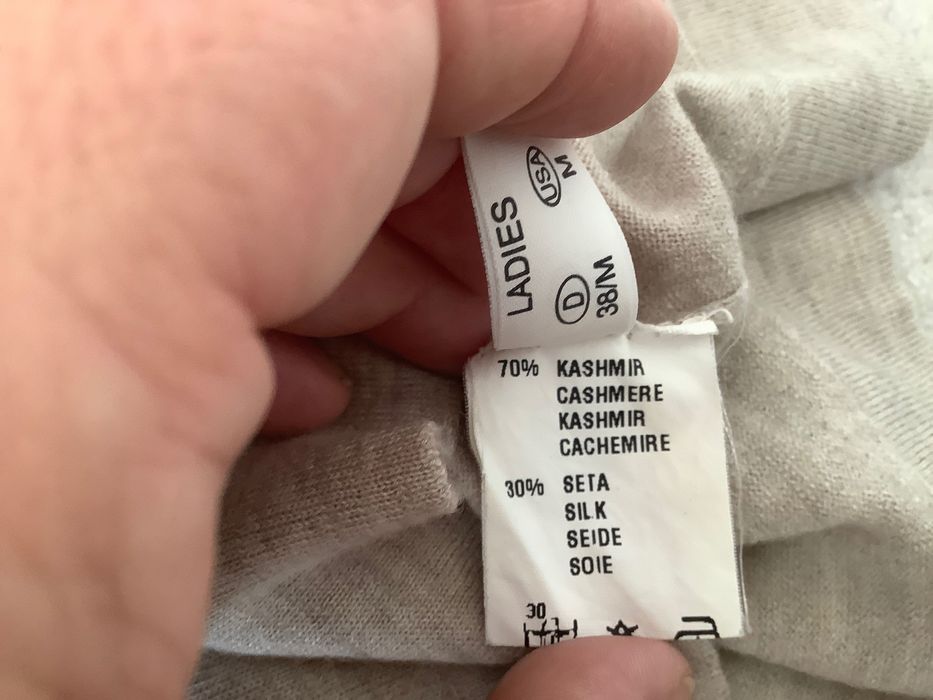 LADIES
USA
M
D
38/M
70% KASHMIR
CASHMERE
KASHMIR
CACHEMIRE
30% SETA
SILK
SEIDE
SOIE
30